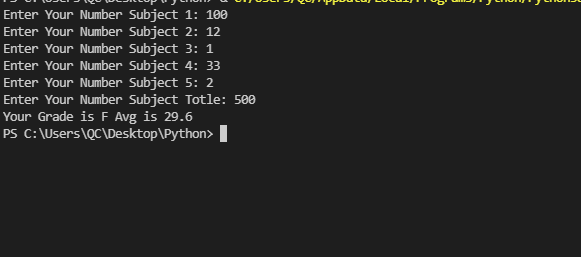 Enter Your Number Subject 1: 100
Enter Your Number Subject 2: 12
Enter Your Number Subject 3: 1
Enter Your Number Subject 4: 33
Enter Your Number Subject 5: 2
Enter Your Number Subject Totle: 500
Your Grade is F Avg is 29.6
PS C:\Users\QC\Desktop\Python>